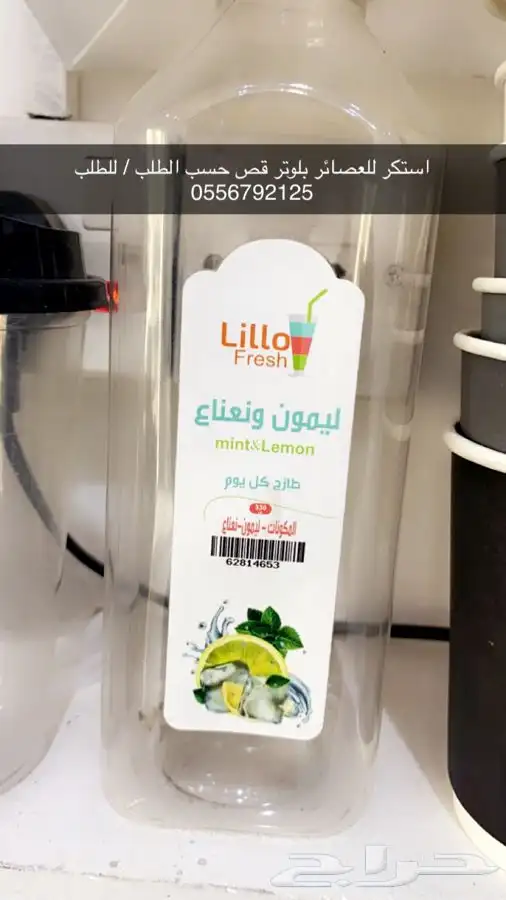 استكر للعصائر بلوتر قص حسب الطلب / للطلب
0556792125
Lillo
Fresh
ليمون ونعناع
mint&Lemon
طازج كل يوم
330
المكونات - ليمون-نعناع
62814653
حراج